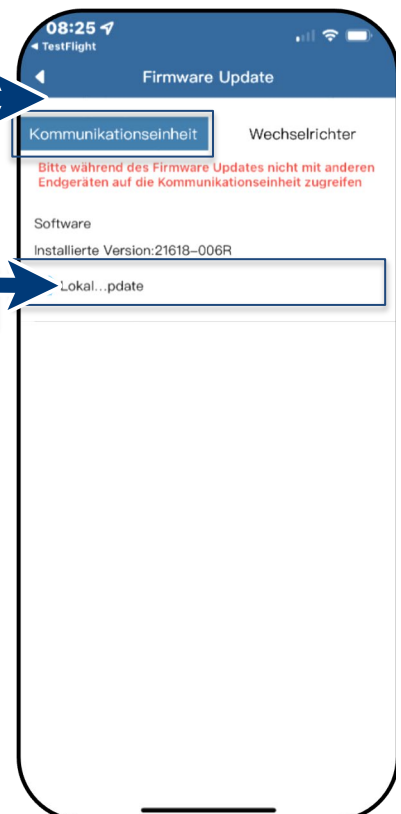 08:25
◀ TestFlight
Firmware Update
Kommunikationseinheit
Wechselrichter
Bitte während des Firmware Updates nicht mit anderen
Endgeräten auf die Kommunikationseinheit zugreifen
Software
Installierte Version:21618-006R
Lokal...pdate